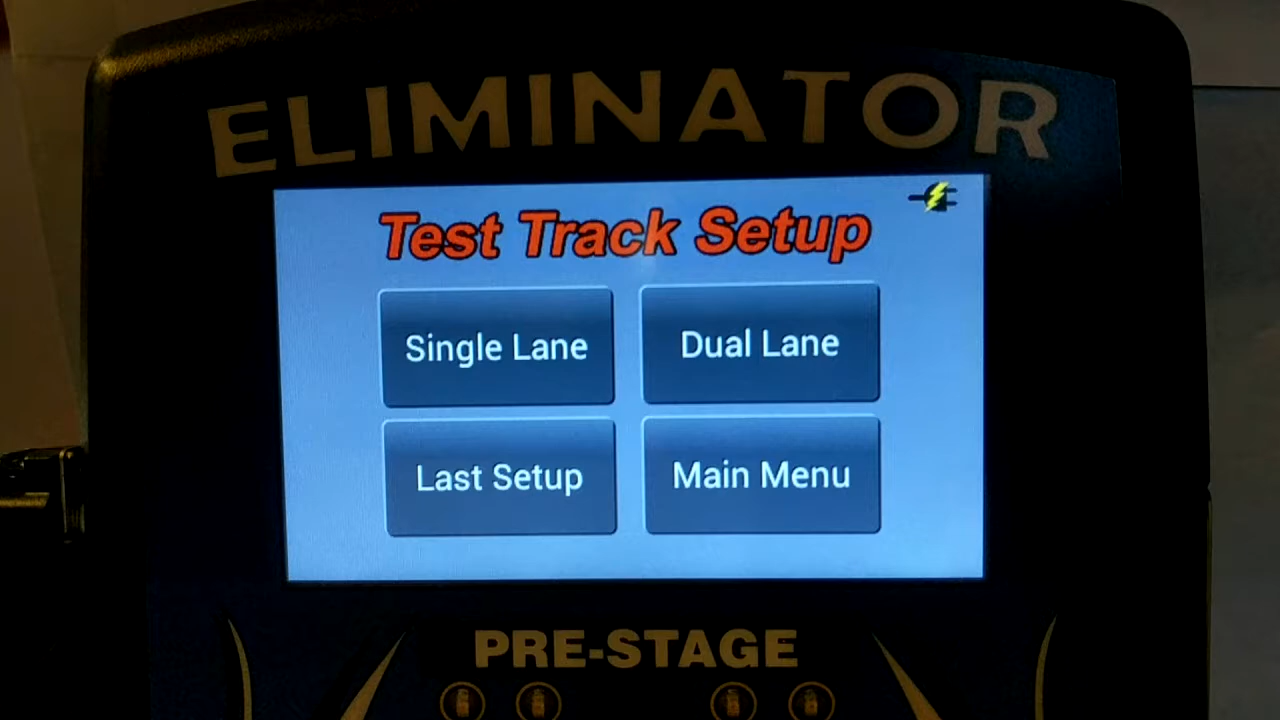 ELIMINATOR
Test Track Setup
Single Lane
Dual Lane
Last Setup
Main Menu
PRE-STAGE